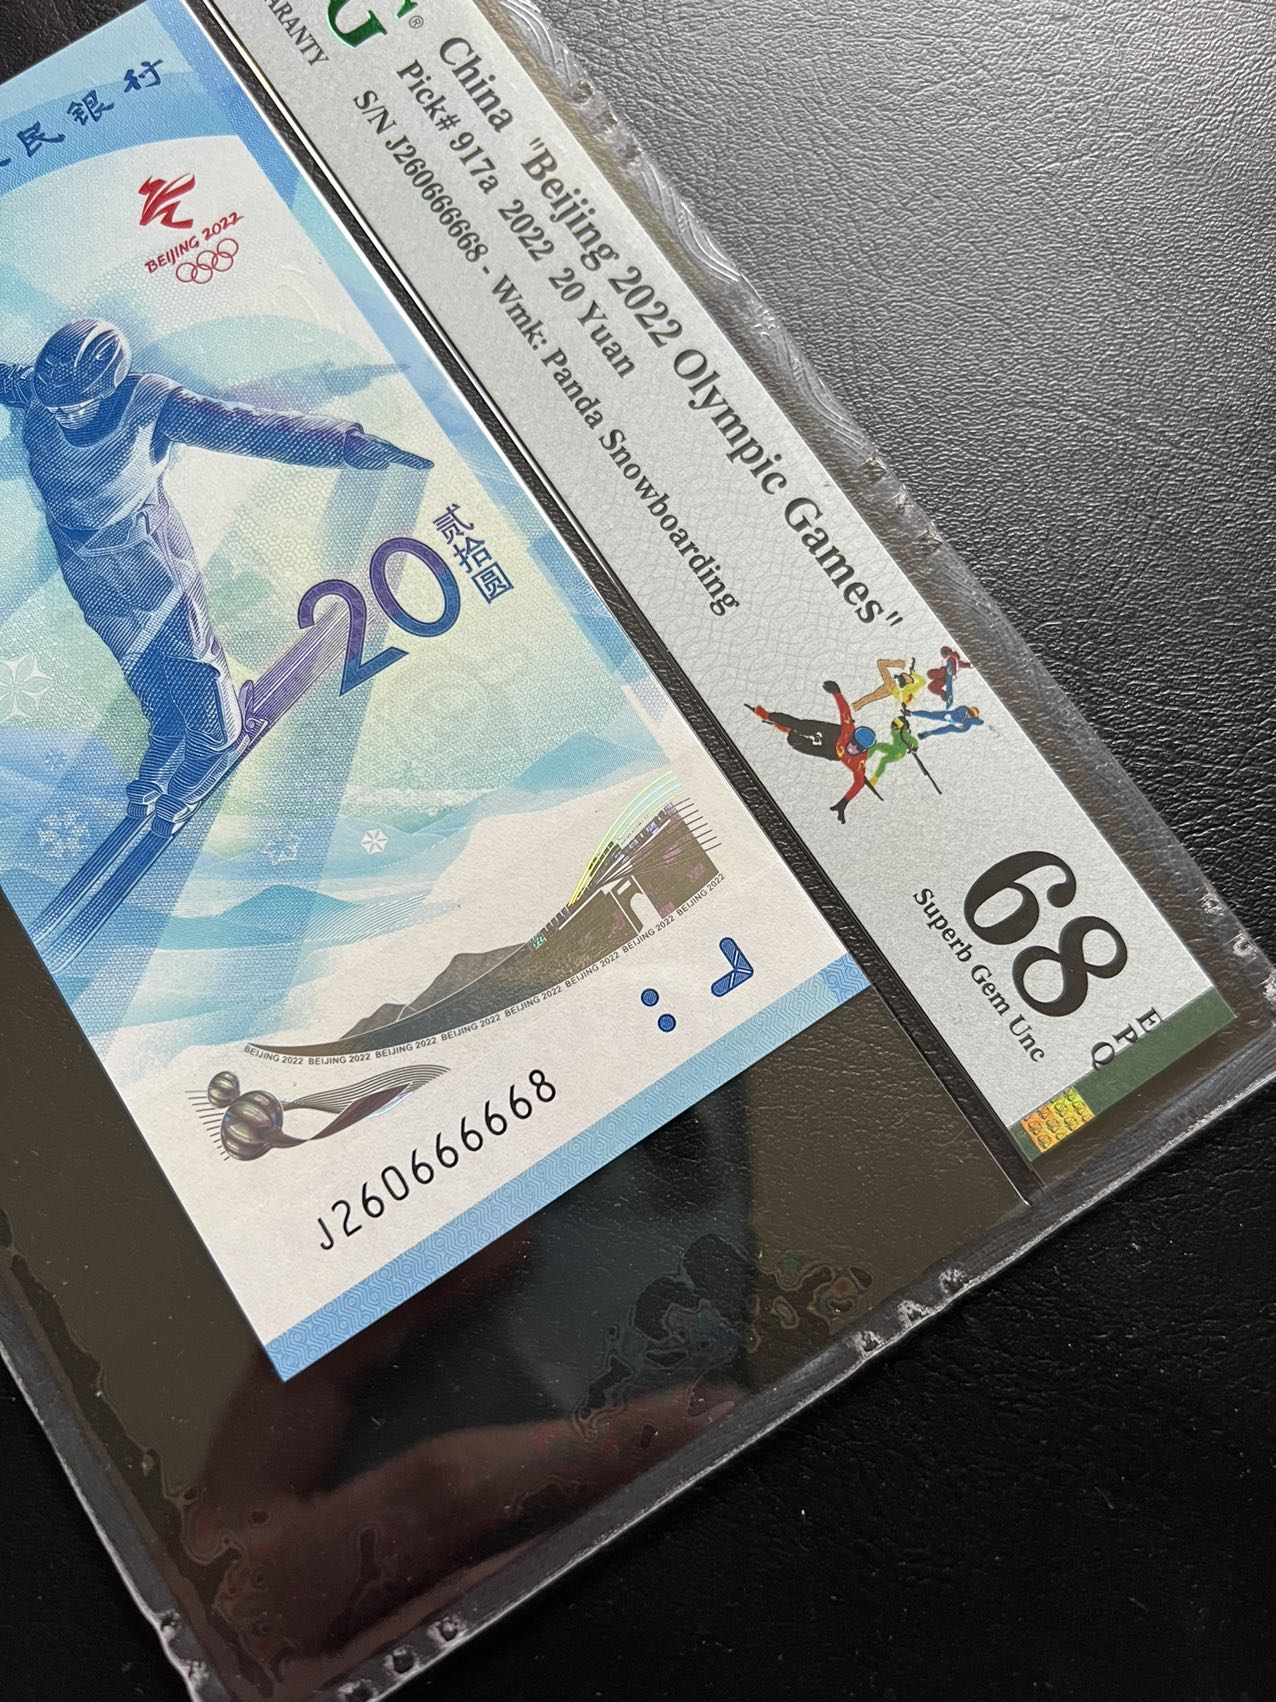 民银行
BEIJING 2022
20
贰拾圆
BEIJING 2022 BEIJING 2022 BEIJING 2022 BEIJING 2022 BEIJING 2022 BEIJING 2022 BEIJING 2022 BEIJING 2022
J260666668
G®
China "Beijing 2022 Olympic Games"
Pick# 917a 2022 20 Yuan
S/N J260666668 - Wmk: Panda Snowboarding
68
Superb Gem Unc
EPQ